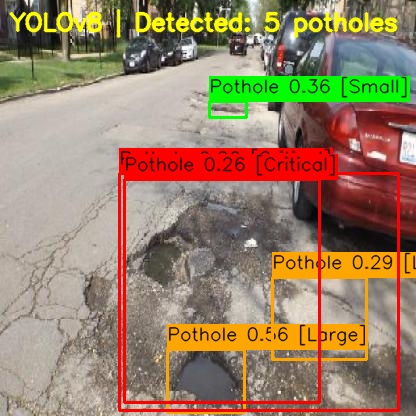 YOLOv8 | Detected: 5 potholes
Pothole 0.36 [Small]
Pothole 0.26 [Critical]
Pothole 0.29 [L
Pothole 0.56 [Large]